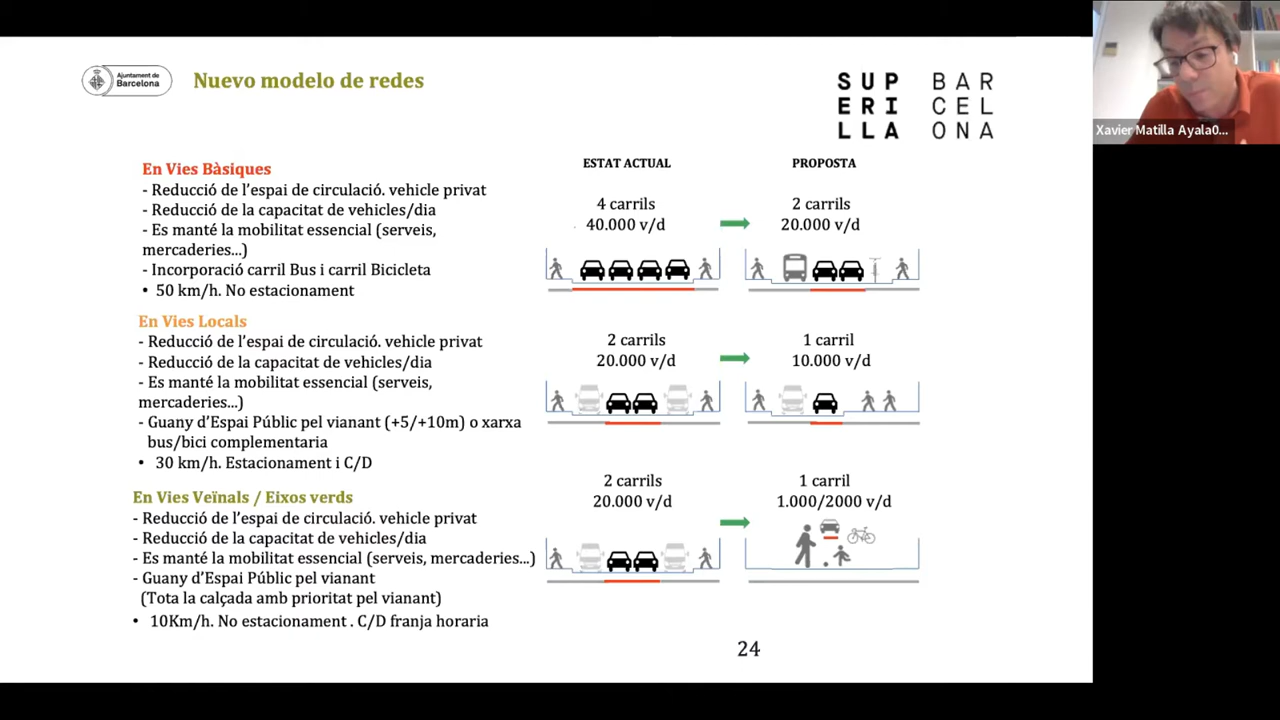 Ajuntament de
Barcelona
Nuevo modelo de redes
SUP BAR
ERI CEL
LLA ONA
Xavier Matilla Ayala0...
ESTAT ACTUAL
PROPOSTA
En Vies Bàsiques
- Reducció de l'espai de circulació. vehicle privat
- Reducció de la capacitat de vehicles/dia
- Es manté la mobilitat essencial (serveis,
mercaderies...)
- Incorporació carril Bus i carril Bicicleta
• 50 km/h. No estacionament
4 carrils
40.000 v/d
2 carrils
20.000 v/d
En Vies Locals
- Reducció de l'espai de circulació. vehicle privat
- Reducció de la capacitat de vehicles/dia
- Es manté la mobilitat essencial (serveis,
mercaderies...)
- Guany d'Espai Públic pel vianant (+5/+10m) o xarxa
bus/bici complementaria
• 30 km/h. Estacionament i C/D
2 carrils
20.000 v/d
1 carril
10.000 v/d
En Vies Veïnals / Eixos verds
- Reducció de l'espai de circulació. vehicle privat
- Reducció de la capacitat de vehicles/dia
- Es manté la mobilitat essencial (serveis, mercaderies...)
- Guany d'Espai Públic pel vianant
(Tota la calçada amb prioritat pel vianant)
• 10Km/h. No estacionament . C/D franja horaria
2 carrils
20.000 v/d
1 carril
1.000/2000 v/d
24